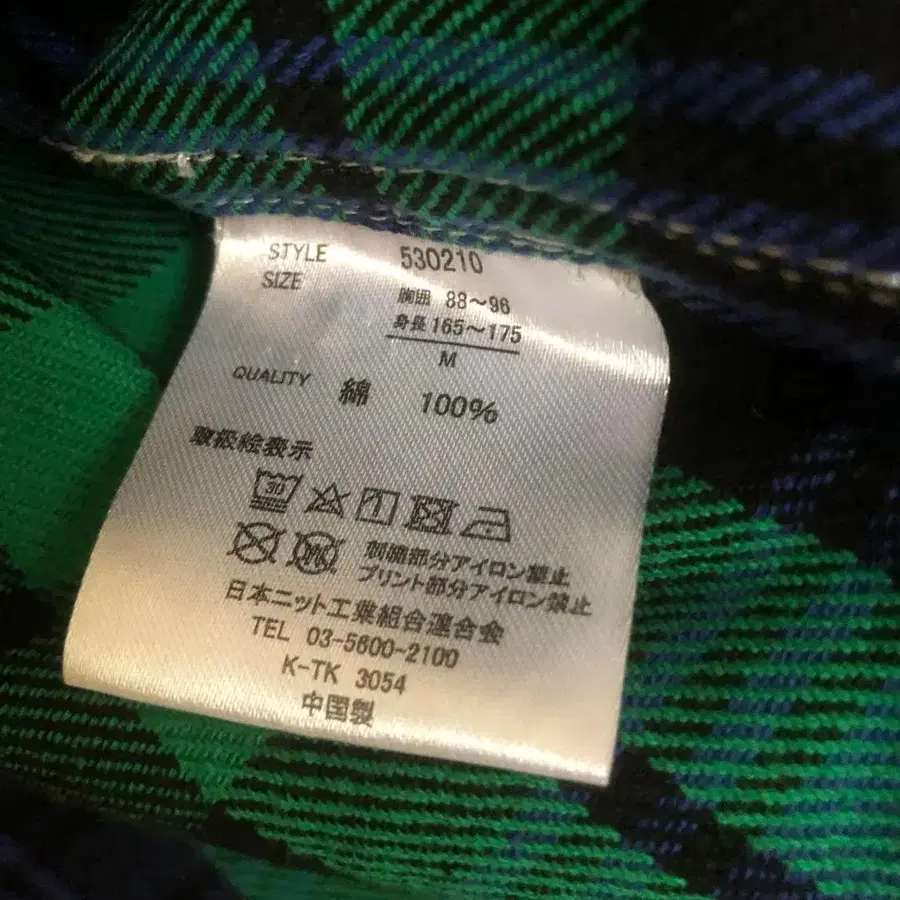 STYLE 530210
SIZE 胸囲 88～96
身長 165～175
M
QUALITY 綿 100%
取扱絵表示
30
W
刺繍部分アイロン禁止
プリント部分アイロン禁止
日本ニット工業組合連合会
TEL 03-5600-2100
K-TK 3054
中国製